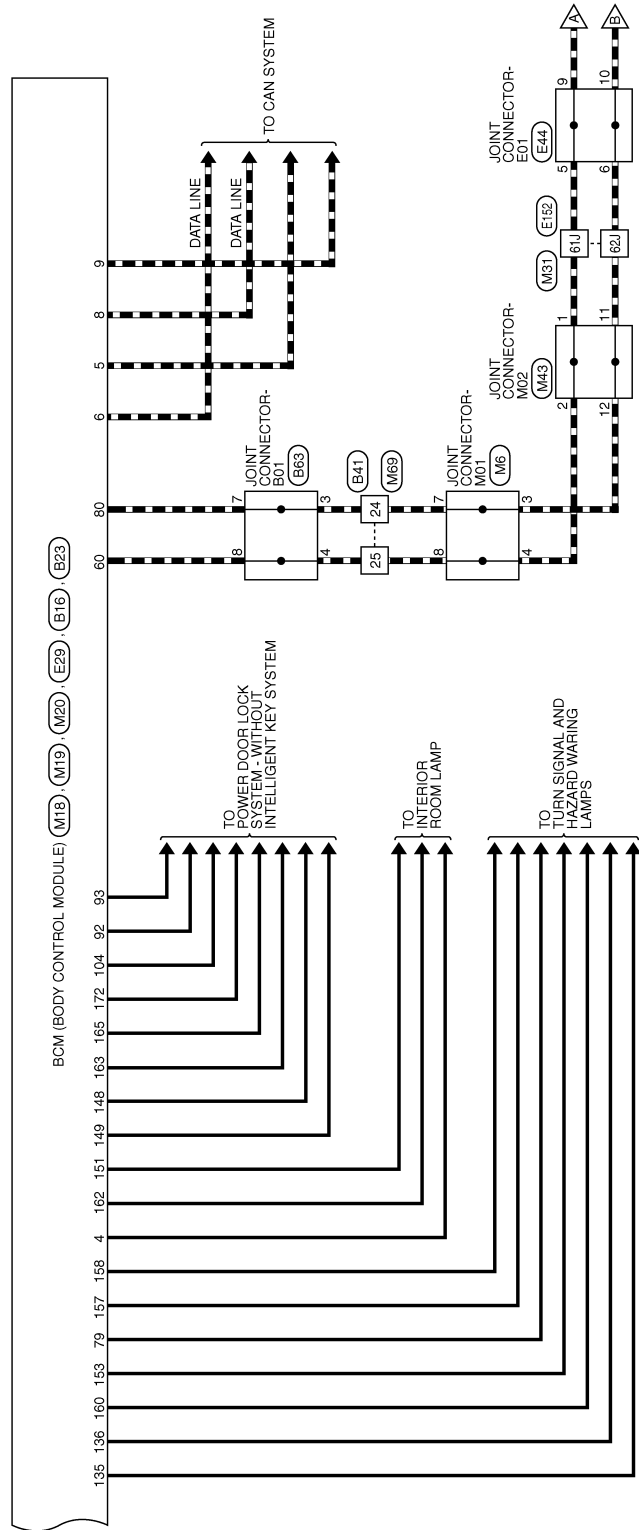 BCM (BODY CONTROL MODULE) M18 , M19 , M20 , E29 , B16 , B23
135
136
160
153
79
157
158
4
162
151
149
148
163
165
172
104
92
93
60
80
6
5
8
9
TO
POWER DOOR LOCK
SYSTEM - WITHOUT
INTELLIGENT KEY SYSTEM
TO
INTERIOR
ROOM LAMP
TO
TURN SIGNAL AND
HAZARD WARING
LAMPS
8
7
JOINT
CONNECTOR-
B01
B63
4
3
25
24
B41
M69
8
7
JOINT
CONNECTOR-
M01
M6
4
3
DATA LINE
DATA LINE
TO CAN SYSTEM
2
12
JOINT
CONNECTOR-
M02
M43
1
11
M31
E152
61J
62J
5
6
JOINT
CONNECTOR-
E01
E44
9
10
A
B